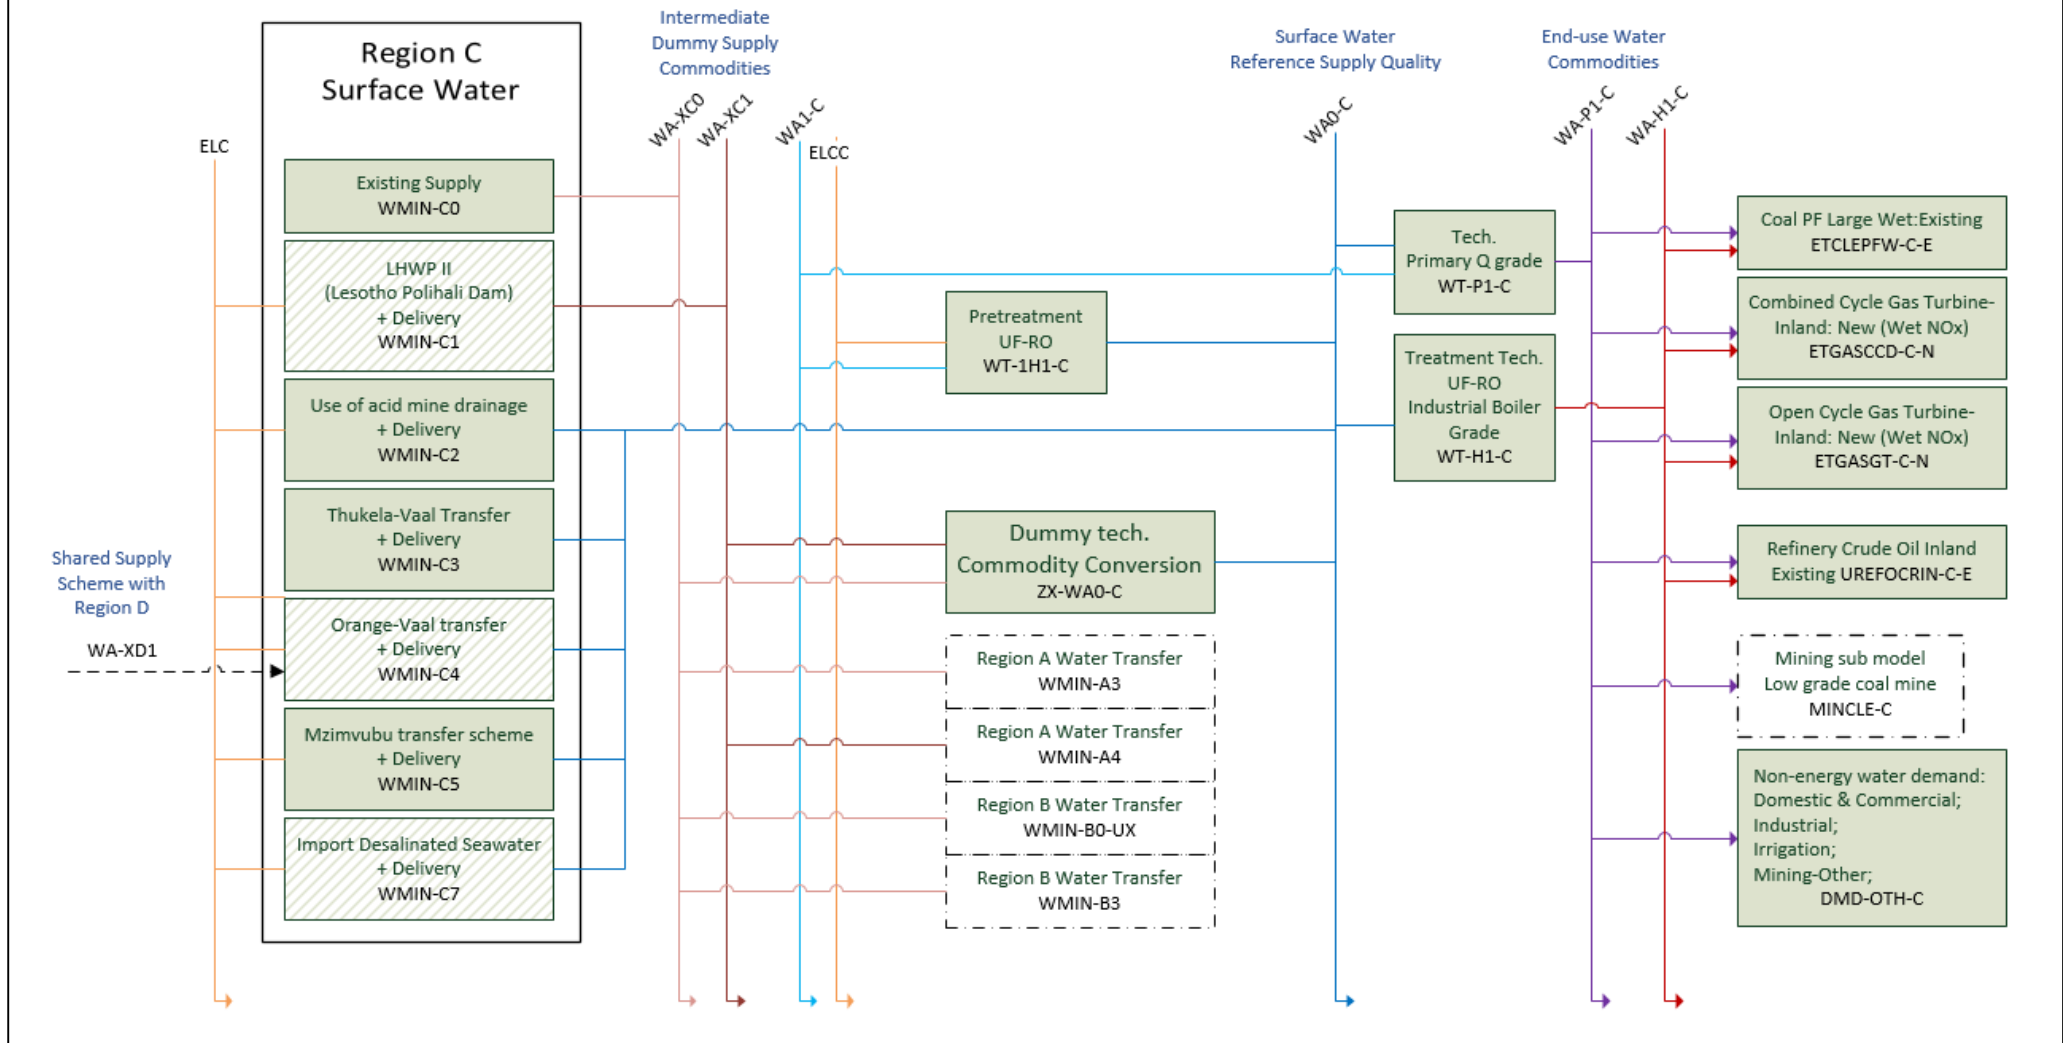 Region C
Surface Water
Intermediate
Dummy Supply
Commodities
Surface Water
Reference Supply Quality
End-use Water
Commodities
ELC
WA-XC0
WA-XC1
WA1-C
ELCC
WA0-C
WA-P1-C
WA-H1-C
Existing Supply
WMIN-C0
LHWP II
(Lesotho Polihali Dam)
+ Delivery
WMIN-C1
Use of acid mine drainage
+ Delivery
WMIN-C2
Thukela-Vaal Transfer
+ Delivery
WMIN-C3
Shared Supply
Scheme with
Region D
WA-XD1
Orange-Vaal transfer
+ Delivery
WMIN-C4
Mzimvubu transfer scheme
+ Delivery
WMIN-C5
Import Desalinated Seawater
+ Delivery
WMIN-C7
Pretreatment
UF-RO
WT-1H1-C
Dummy tech.
Commodity Conversion
ZX-WA0-C
Region A Water Transfer
WMIN-A3
Region A Water Transfer
WMIN-A4
Region B Water Transfer
WMIN-B0-UX
Region B Water Transfer
WMIN-B3
Tech.
Primary Q grade
WT-P1-C
Treatment Tech.
UF-RO
Industrial Boiler
Grade
WT-H1-C
Coal PF Large Wet:Existing
ETCLEPFW-C-E
Combined Cycle Gas Turbine-
Inland: New (Wet NOx)
ETGASCCD-C-N
Open Cycle Gas Turbine-
Inland: New (Wet NOx)
ETGASGT-C-N
Refinery Crude Oil Inland
Existing UREFOCRIN-C-E
Mining sub model
Low grade coal mine
MINCLE-C
Non-energy water demand:
Domestic & Commercial;
Industrial;
Irrigation;
Mining-Other;
DMD-OTH-C